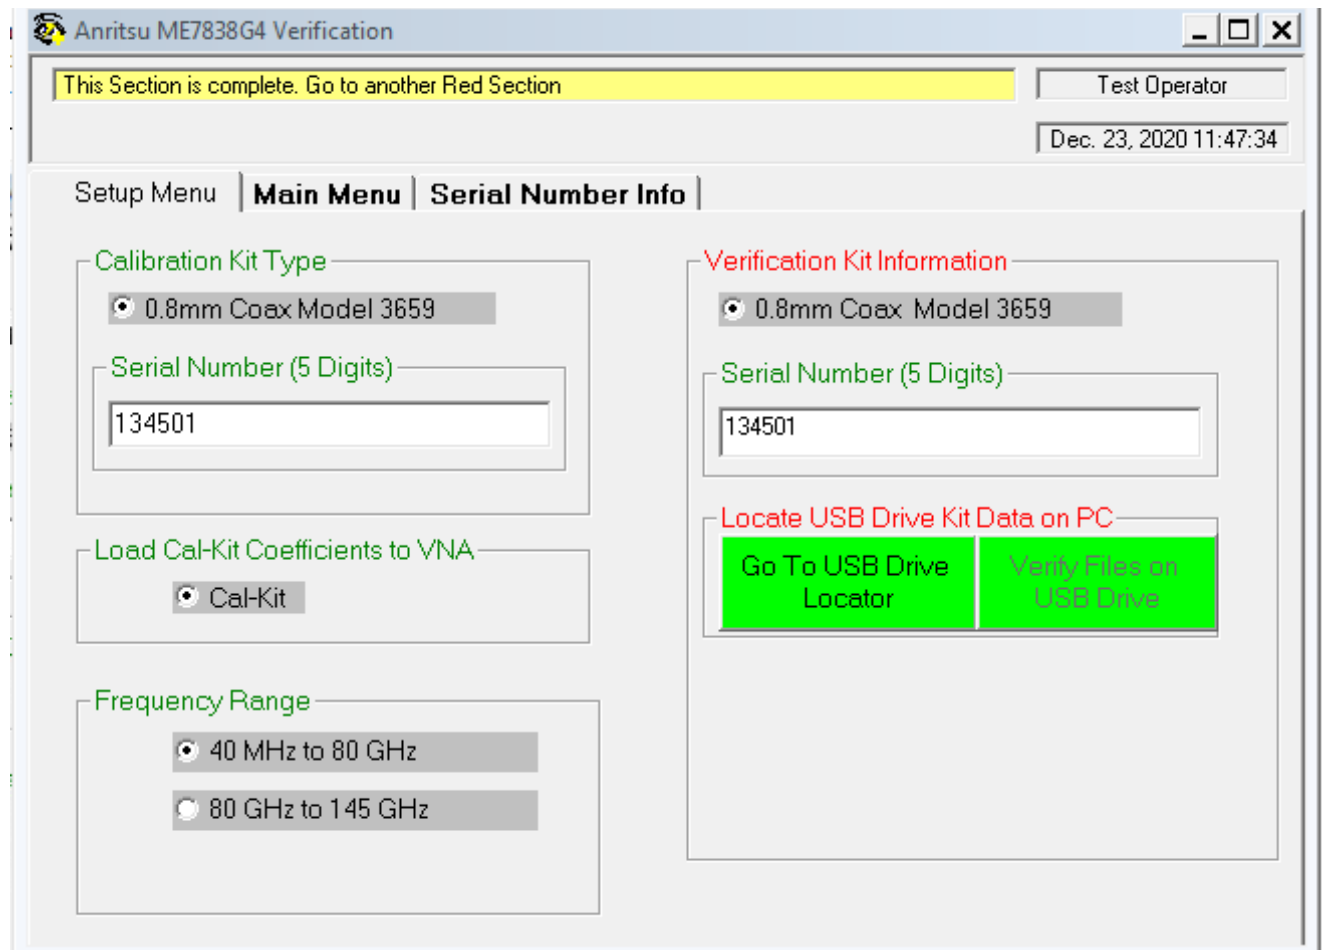 Anritsu ME7838G4 Verification
This Section is complete. Go to another Red Section
Test Operator
Dec. 23, 2020 11:47:34
Setup Menu
Main Menu
Serial Number Info
Calibration Kit Type
0.8mm Coax Model 3659
Serial Number (5 Digits)
134501
Load Cal-Kit Coefficients to VNA
Cal-Kit
Frequency Range
40 MHz to 80 GHz
80 GHz to 145 GHz
Verification Kit Information
0.8mm Coax  Model 3659
Serial Number (5 Digits)
134501
Locate USB Drive Kit Data on PC
Go To USB Drive
Locator
Verify Files on
USB Drive